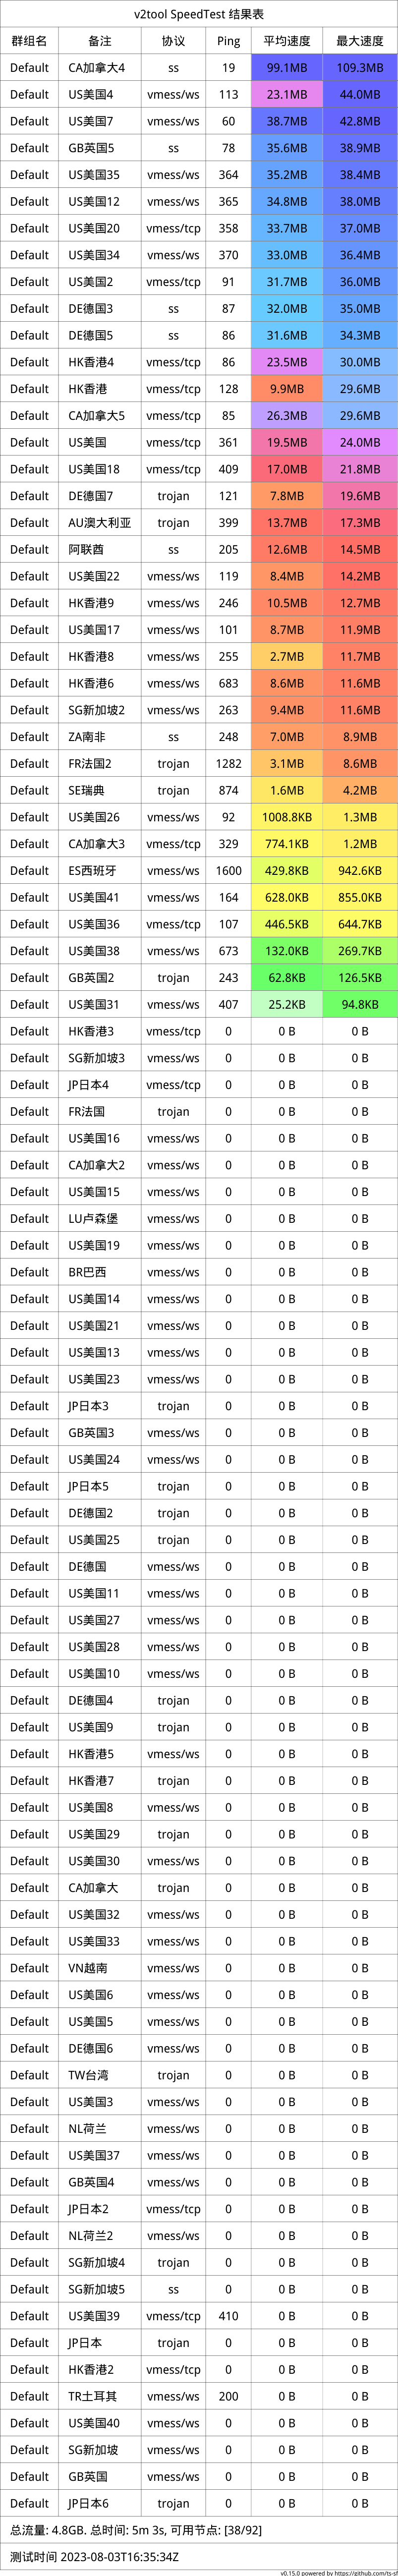 v2tool SpeedTest 结果表
群组名 备注 协议 Ping 平均速度 最大速度
Default CA加拿大4 ss 19 99.1MB 109.3MB
Default US美国4 vmess/ws 113 23.1MB 44.0MB
Default US美国7 vmess/ws 60 38.7MB 42.8MB
Default GB英国5 ss 78 35.6MB 38.9MB
Default US美国35 vmess/ws 364 35.2MB 38.4MB
Default US美国12 vmess/ws 365 34.8MB 38.0MB
Default US美国20 vmess/tcp 358 33.7MB 37.0MB
Default US美国34 vmess/ws 370 33.0MB 36.4MB
Default US美国2 vmess/tcp 91 31.7MB 36.0MB
Default DE德国3 ss 87 32.0MB 35.0MB
Default DE德国5 ss 86 31.6MB 34.3MB
Default HK香港4 vmess/tcp 86 23.5MB 30.0MB
Default HK香港 vmess/tcp 128 9.9MB 29.6MB
Default CA加拿大5 vmess/tcp 85 26.3MB 29.6MB
Default US美国 vmess/tcp 361 19.5MB 24.0MB
Default US美国18 vmess/tcp 409 17.0MB 21.8MB
Default DE德国7 trojan 121 7.8MB 19.6MB
Default AU澳大利亚 trojan 399 13.7MB 17.3MB
Default 阿联酋 ss 205 12.6MB 14.5MB
Default US美国22 vmess/ws 119 8.4MB 14.2MB
Default HK香港9 vmess/ws 246 10.5MB 12.7MB
Default US美国17 vmess/ws 101 8.7MB 11.9MB
Default HK香港8 vmess/ws 255 2.7MB 11.7MB
Default HK香港6 vmess/ws 683 8.6MB 11.6MB
Default SG新加坡2 vmess/ws 263 9.4MB 11.6MB
Default ZA南非 ss 248 7.0MB 8.9MB
Default FR法国2 trojan 1282 3.1MB 8.6MB
Default SE瑞典 trojan 874 1.6MB 4.2MB
Default US美国26 vmess/ws 92 1008.8KB 1.3MB
Default CA加拿大3 vmess/tcp 329 774.1KB 1.2MB
Default ES西班牙 vmess/ws 1600 429.8KB 942.6KB
Default US美国41 vmess/ws 164 628.0KB 855.0KB
Default US美国36 vmess/tcp 107 446.5KB 644.7KB
Default US美国38 vmess/ws 673 132.0KB 269.7KB
Default GB英国2 trojan 243 62.8KB 126.5KB
Default US美国31 vmess/ws 407 25.2KB 94.8KB
Default HK香港3 vmess/tcp 0 0 B 0 B
Default SG新加坡3 vmess/ws 0 0 B 0 B
Default JP日本4 vmess/tcp 0 0 B 0 B
Default FR法国 trojan 0 0 B 0 B
Default US美国16 vmess/ws 0 0 B 0 B
Default CA加拿大2 vmess/ws 0 0 B 0 B
Default US美国15 vmess/ws 0 0 B 0 B
Default LU卢森堡 vmess/ws 0 0 B 0 B
Default US美国19 vmess/ws 0 0 B 0 B
Default BR巴西 vmess/ws 0 0 B 0 B
Default US美国14 vmess/ws 0 0 B 0 B
Default US美国21 vmess/ws 0 0 B 0 B
Default US美国13 vmess/ws 0 0 B 0 B
Default US美国23 vmess/ws 0 0 B 0 B
Default JP日本3 trojan 0 0 B 0 B
Default GB英国3 vmess/ws 0 0 B 0 B
Default US美国24 vmess/ws 0 0 B 0 B
Default JP日本5 trojan 0 0 B 0 B
Default DE德国2 trojan 0 0 B 0 B
Default US美国25 trojan 0 0 B 0 B
Default DE德国 vmess/ws 0 0 B 0 B
Default US美国11 vmess/ws 0 0 B 0 B
Default US美国27 vmess/ws 0 0 B 0 B
Default US美国28 vmess/ws 0 0 B 0 B
Default US美国10 vmess/ws 0 0 B 0 B
Default DE德国4 trojan 0 0 B 0 B
Default US美国9 trojan 0 0 B 0 B
Default HK香港5 vmess/ws 0 0 B 0 B
Default HK香港7 trojan 0 0 B 0 B
Default US美国8 vmess/ws 0 0 B 0 B
Default US美国29 trojan 0 0 B 0 B
Default US美国30 vmess/ws 0 0 B 0 B
Default CA加拿大 trojan 0 0 B 0 B
Default US美国32 vmess/ws 0 0 B 0 B
Default US美国33 vmess/ws 0 0 B 0 B
Default VN越南 vmess/ws 0 0 B 0 B
Default US美国6 vmess/ws 0 0 B 0 B
Default US美国5 vmess/ws 0 0 B 0 B
Default DE德国6 vmess/ws 0 0 B 0 B
Default TW台湾 trojan 0 0 B 0 B
Default US美国3 vmess/ws 0 0 B 0 B
Default NL荷兰 vmess/ws 0 0 B 0 B
Default US美国37 vmess/ws 0 0 B 0 B
Default GB英国4 vmess/ws 0 0 B 0 B
Default JP日本2 vmess/tcp 0 0 B 0 B
Default NL荷兰2 vmess/ws 0 0 B 0 B
Default SG新加坡4 trojan 0 0 B 0 B
Default SG新加坡5 ss 0 0 B 0 B
Default US美国39 vmess/tcp 410 0 B 0 B
Default JP日本 trojan 0 0 B 0 B
Default HK香港2 vmess/tcp 0 0 B 0 B
Default TR土耳其 vmess/ws 200 0 B 0 B
Default US美国40 vmess/ws 0 0 B 0 B
Default SG新加坡 vmess/ws 0 0 B 0 B
Default GB英国 vmess/ws 0 0 B 0 B
Default JP日本6 trojan 0 0 B 0 B
总流量: 4.8GB. 总时间: 5m 3s, 可用节点: [38/92]
测试时间 2023-08-03T16:35:34Z
v0.15.0 powered by https://github.com/ts-sf